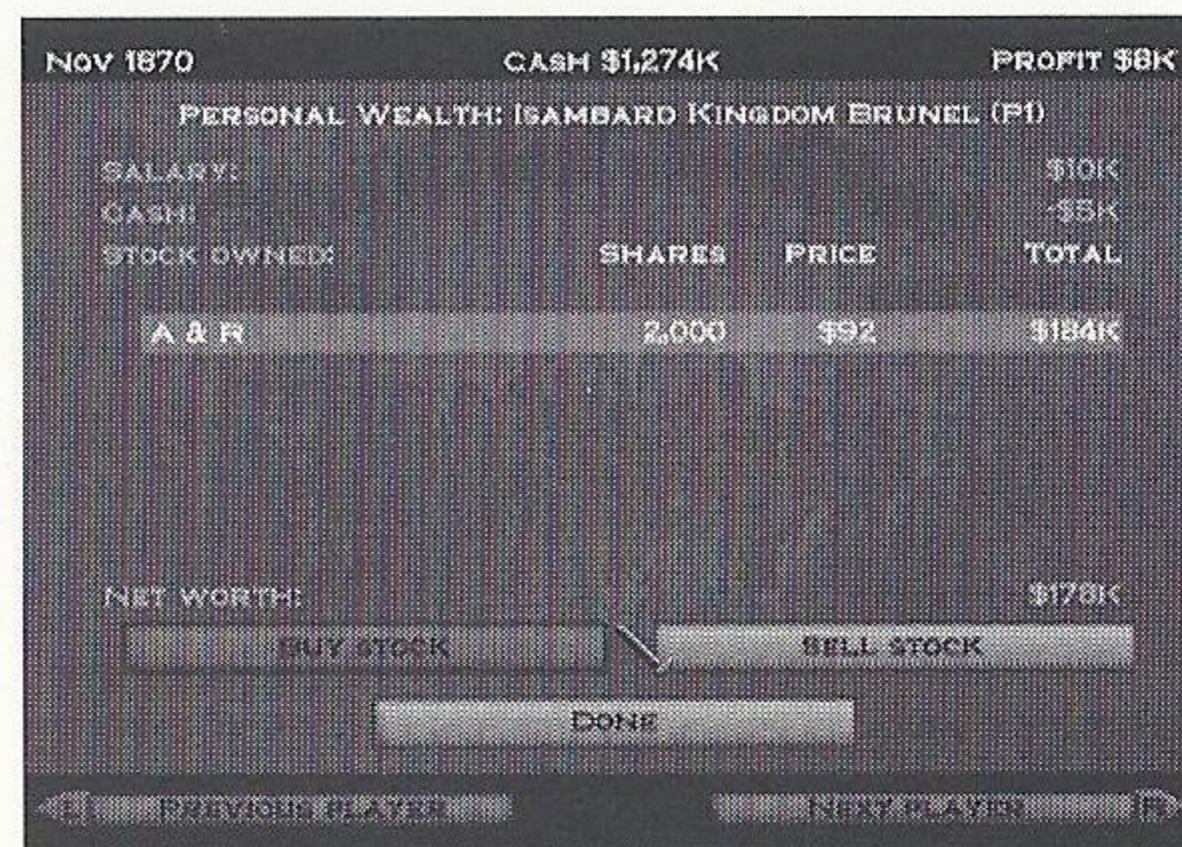 NOV 1870 CASH $1,274K PROFIT $8K
PERSONAL WEALTH: ISAMBARD KINGDOM BRUNEL (P1)
SALARY: $10K
CASH: -$5K
STOCK OWNED: SHARES PRICE TOTAL
A & R 2,000 $92 $184K
NET WORTH: $178K
BUY STOCK SELL STOCK
DONE
L PREVIOUS PLAYER NEXT PLAYER R